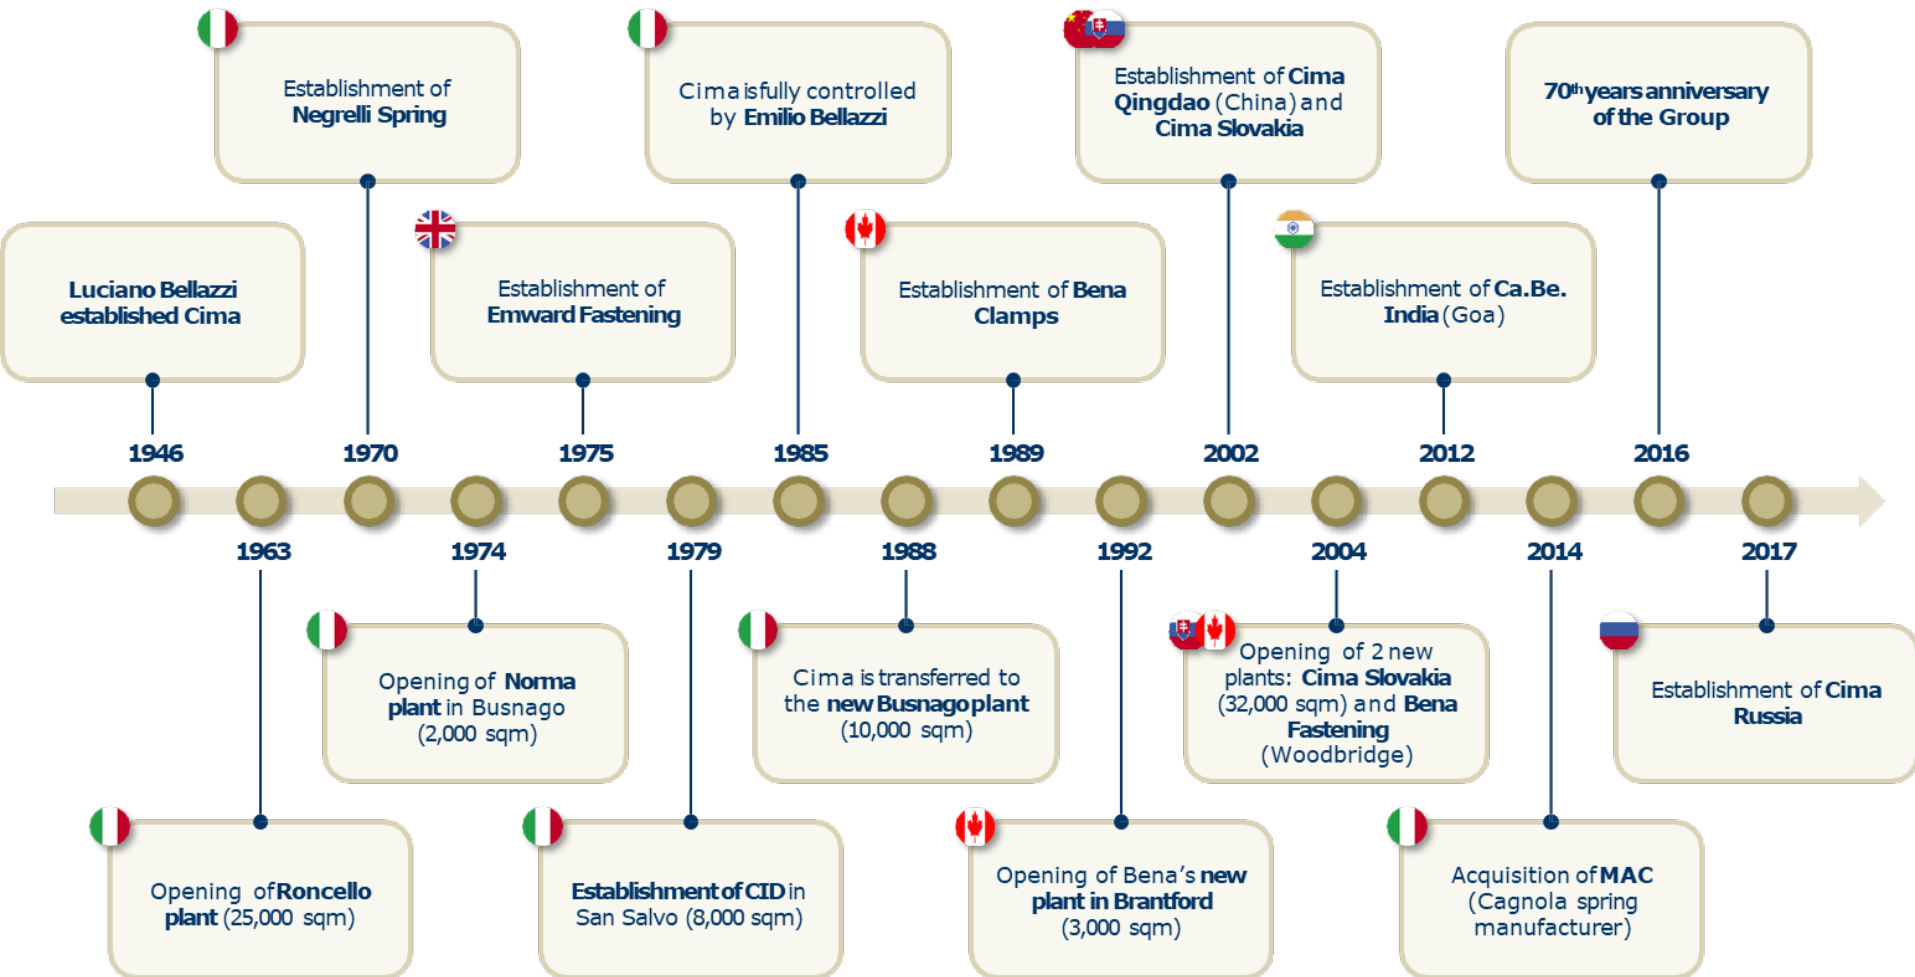 Establishment of
Negrelli Spring
Cima is fully controlled
by Emilio Bellazzi
Establishment of Cima
Qingdao (China) and
Cima Slovakia
70th years anniversary
of the Group
Luciano Bellazzi
established Cima
Establishment of
Emward Fastening
Establishment of Bena
Clamps
Establishment of Ca.Be.
India (Goa)
1946
1970
1975
1985
1989
2002
2012
2016
1963
1974
1979
1988
1992
2004
2014
2017
Opening of Norma
plant in Busnago
(2,000 sqm)
Cima is transferred to
the new Busnago plant
(10,000 sqm)
Opening of 2 new
plants: Cima Slovakia
(32,000 sqm) and Bena
Fastening
(Woodbridge)
Establishment of Cima
Russia
Opening of Roncello
plant (25,000 sqm)
Establishment of CID in
San Salvo (8,000 sqm)
Opening of Bena's new
plant in Brantford
(3,000 sqm)
Acquisition of MAC
(Cagnola spring
manufacturer)